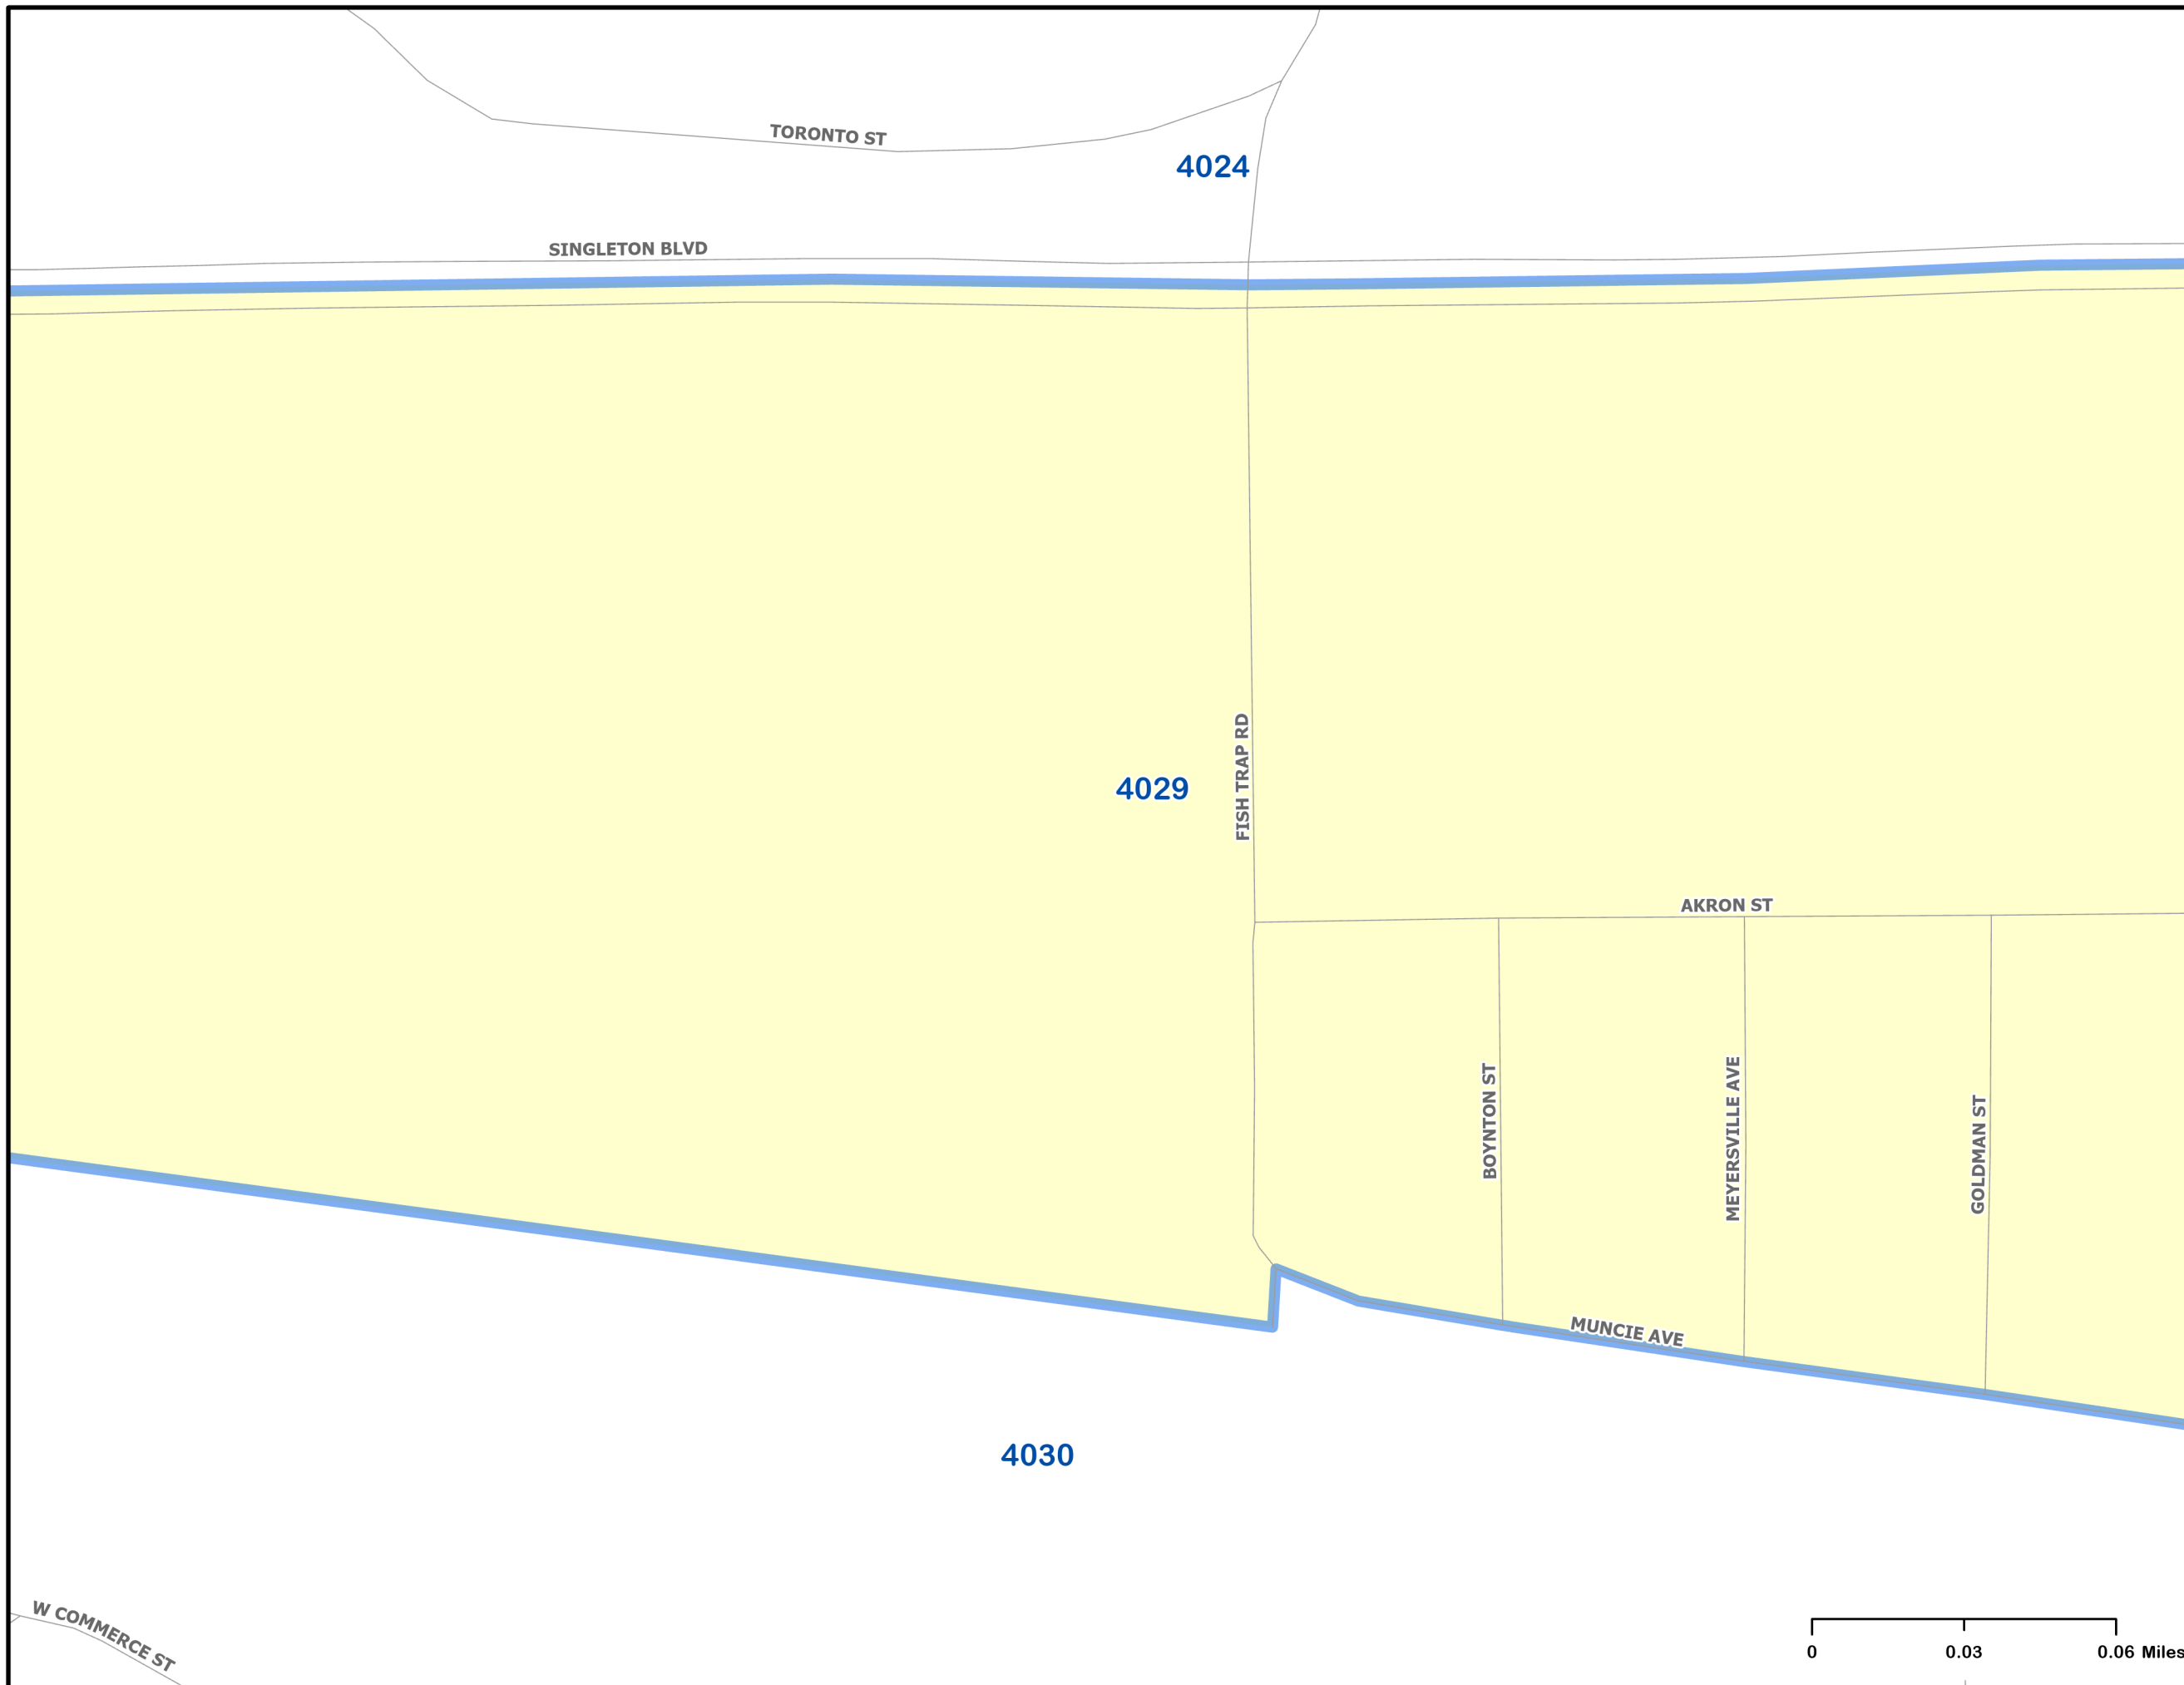 TORONTO ST
4024
SINGLETON BLVD
FISH TRAP RD
4029
AKRON ST
BOYNTON ST
MEYERSVILLE AVE
GOLDMAN ST
MUNCIE AVE
4030
W COMMERCE ST
0 0.03 0.06 Miles